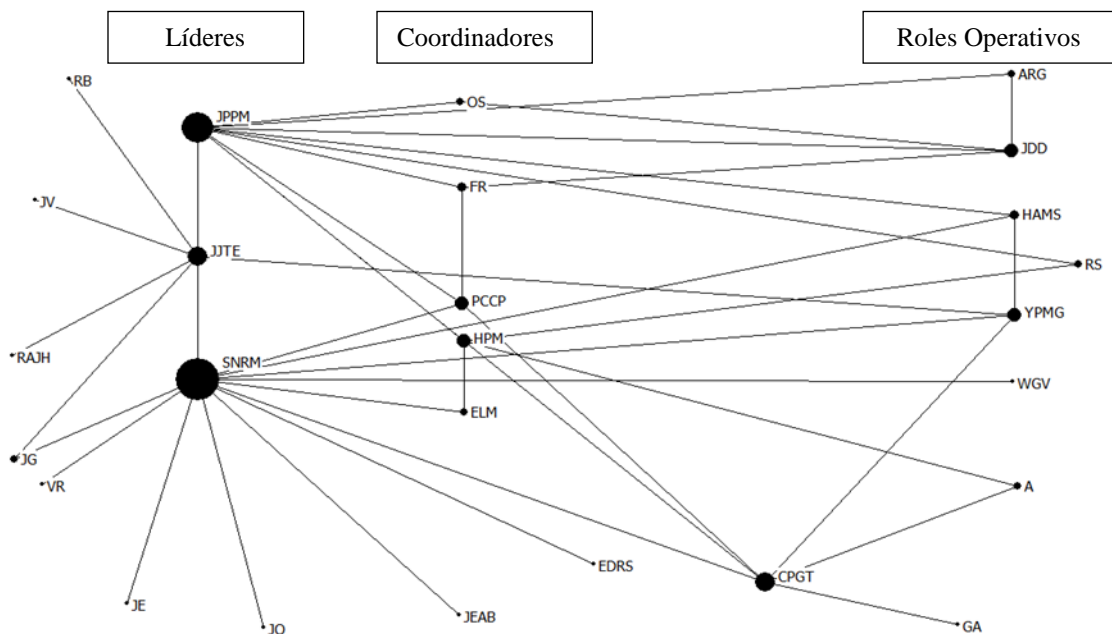 Líderes
Coordinadores
Roles Operativos
RB
JPPM
OS
ARG
JDD
JV
FR
HAMS
JJTE
RS
PCCP
YPMG
HPM
RAJH
SNRM
WGV
ELM
JG
VR
A
EDRS
CPGT
JE
JO
JEAB
GA